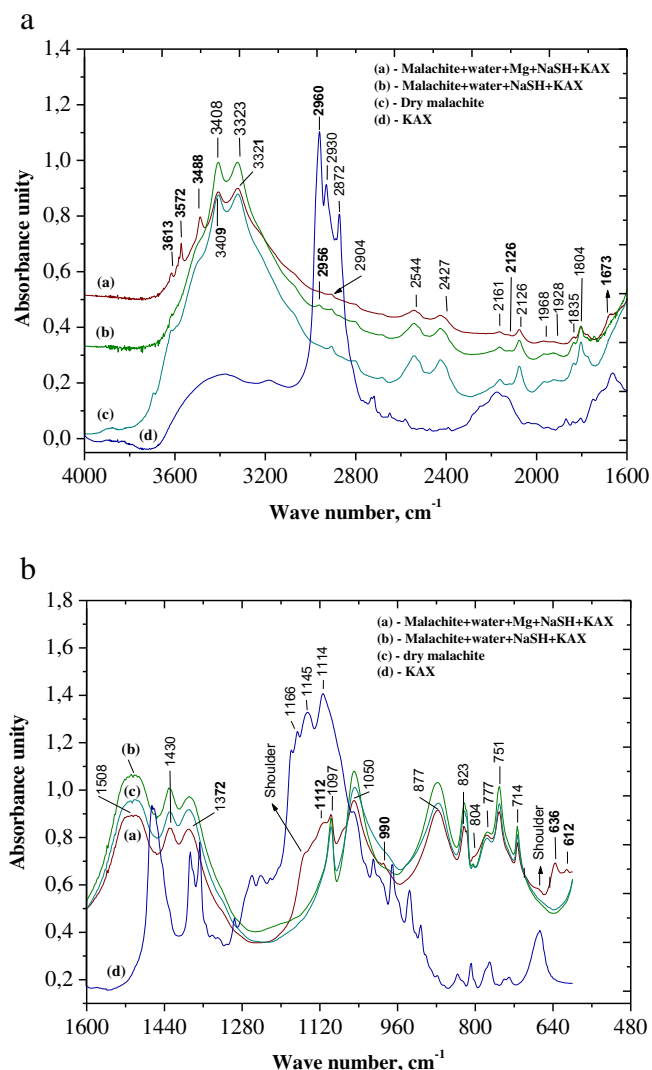 a
1,4
1,2
1,0
0,8
0,6
0,4
0,2
0,0
Absorbance unity
4000 3600 3200 2800 2400 2000 1600
Wave number, cm-1
(a) - Malachite+water+Mg+NaSH+KAX
(b) - Malachite+water+NaSH+KAX
(c) - Dry malachite
(d) - KAX
3613
3572
3488
3408
3323
3321
3409
2960
2930
2872
2956
2904
2544
2427
2161
2126
2126
1968
1928
1835
1804
1673
(a)
(b)
(c)
(d)
b
1,8
1,6
1,4
1,2
1,0
0,8
0,6
0,4
0,2
Absorbance unity
1600 1440 1280 1120 960 800 640 480
Wave number, cm-1
(a) - Malachite+water+Mg+NaSH+KAX
(b) - Malachite+water+NaSH+KAX
(c) - dry malachite
(d) - KAX
1508
(b)
(c)
(a)
(d)
1430
1372
Shoulder
1166
1145
1114
1112
1097
1050
990
877
823
804
777
751
714
Shoulder
636
612